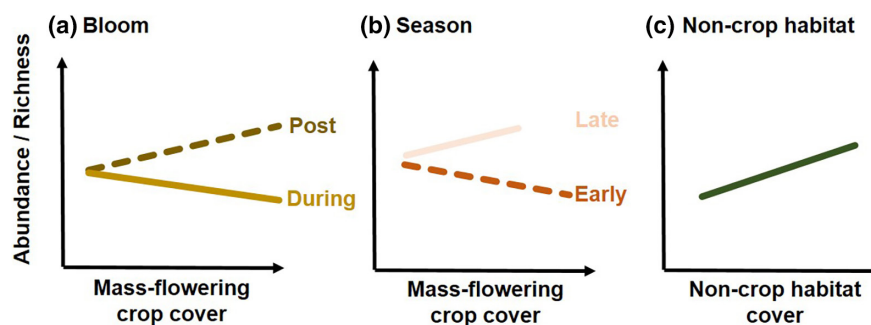 (a) Bloom
(b) Season
(c) Non-crop habitat
Abundance / Richness
Post
During
Late
Early
Mass-flowering
crop cover
Mass-flowering
crop cover
Non-crop habitat
cover